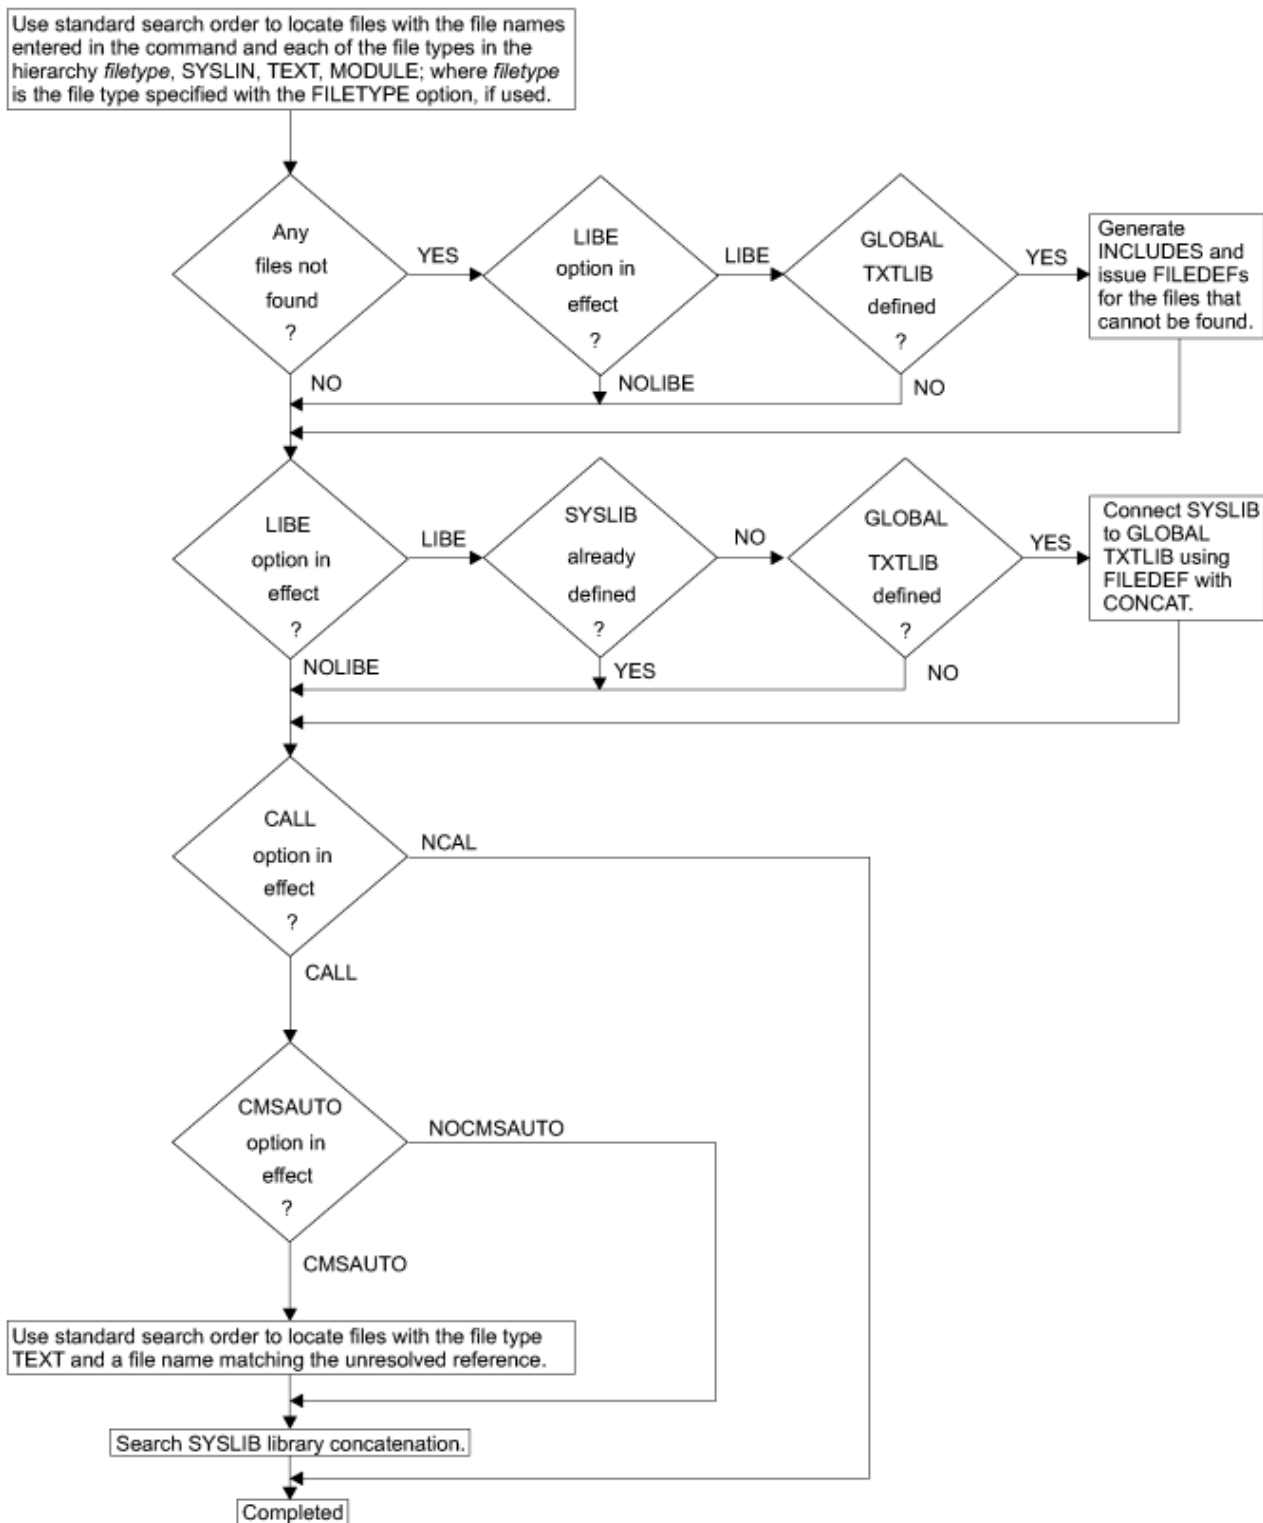 Use standard search order to locate files with the file names
entered in the command and each of the file types in the
hierarchy filetype, SYSLIN, TEXT, MODULE; where filetype
is the file type specified with the FILETYPE option, if used.
Any
files not
found
?
YES
NO
LIBE
option in
effect
?
LIBE
NOLIBE
GLOBAL
TXTLIB
defined
?
YES
NO
Generate
INCLUDES and
issue FILEDEFs
for the files that
cannot be found.
LIBE
option in
effect
?
LIBE
NOLIBE
SYSLIB
already
defined
?
NO
YES
GLOBAL
TXTLIB
defined
?
YES
NO
Connect SYSLIB
to GLOBAL
TXTLIB using
FILEDEF with
CONCAT.
CALL
option in
effect
?
NCAL
CALL
CMSAUTO
option in
effect
?
NOCMSAUTO
CMSAUTO
Use standard search order to locate files with the file type
TEXT and a file name matching the unresolved reference.
Search SYSLIB library concatenation.
Completed